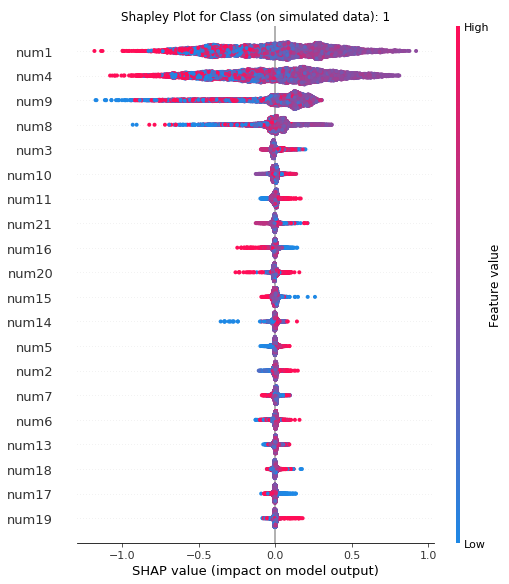 Shapley Plot for Class (on simulated data): 1
High
num1
num4
num9
num8
num3
num10
num11
num21
num16
num20
num15
num14
num5
num2
num7
num6
num13
num18
num17
num19
Feature value
Low
−1.0 −0.5 0.0 0.5 1.0
SHAP value (impact on model output)